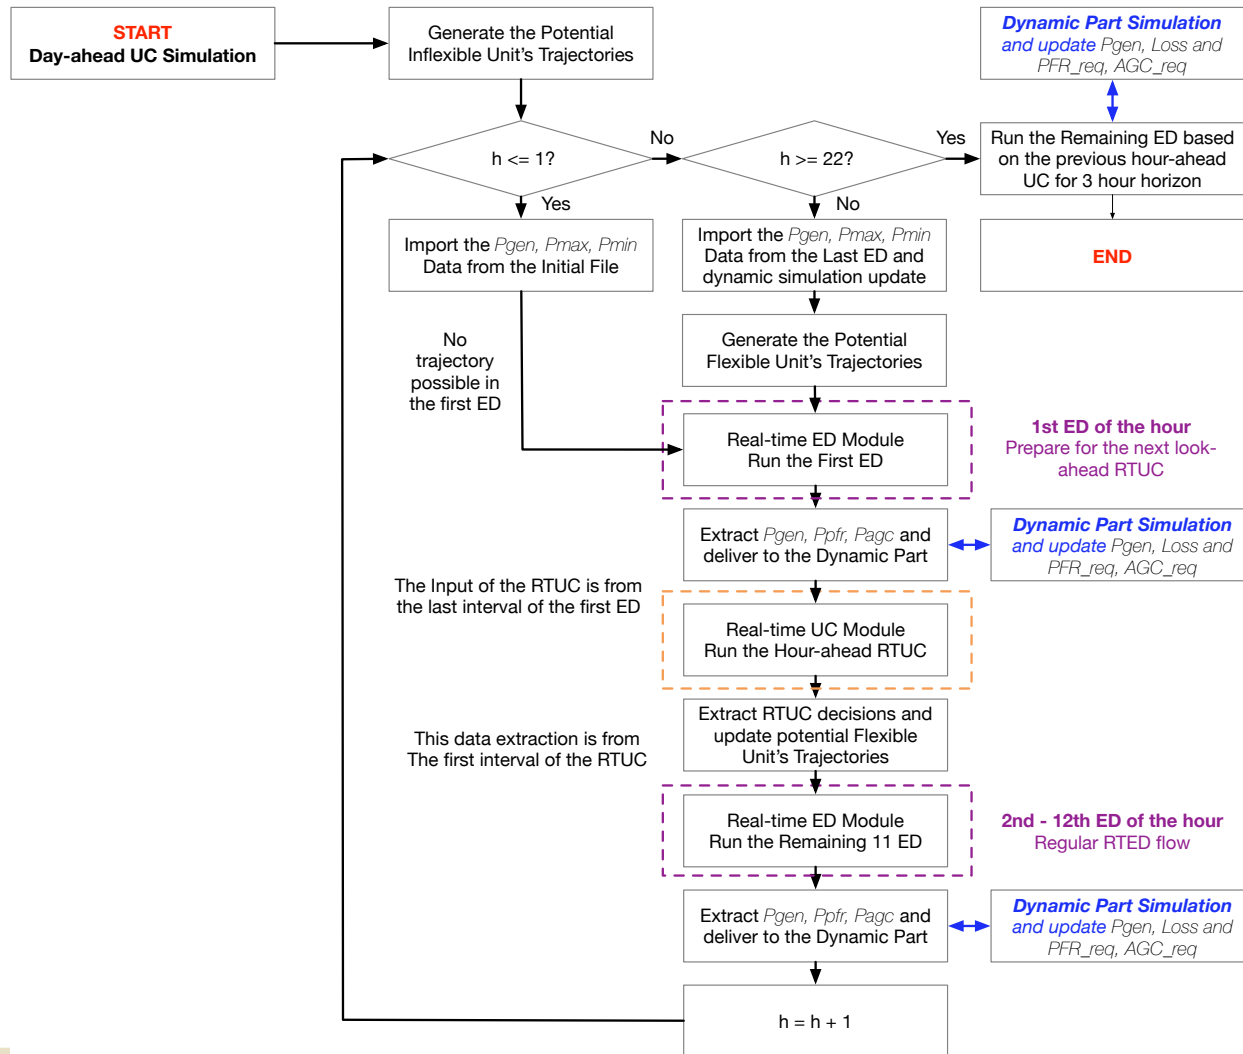 START
Day-ahead UC Simulation
Generate the Potential
Inflexible Unit's Trajectories
Dynamic Part Simulation
and update Pgen, Loss and
PFR_req, AGC_req
h <= 1?
No
h >= 22?
Yes
Run the Remaining ED based
on the previous hour-ahead
UC for 3 hour horizon
Yes
No
Import the Pgen, Pmax, Pmin
Data from the Initial File
Import the Pgen, Pmax, Pmin
Data from the Last ED and
dynamic simulation update
END
No
trajectory
possible in
the first ED
Generate the Potential
Flexible Unit's Trajectories
Real-time ED Module
Run the First ED
1st ED of the hour
Prepare for the next look-
ahead RTUC
Extract Pgen, Ppfr, Pagc and
deliver to the Dynamic Part
Dynamic Part Simulation
and update Pgen, Loss and
PFR_req, AGC_req
The Input of the RTUC is from
the last interval of the first ED
Real-time UC Module
Run the Hour-ahead RTUC
Extract RTUC decisions and
update potential Flexible
Unit's Trajectories
This data extraction is from
The first interval of the RTUC
Real-time ED Module
Run the Remaining 11 ED
2nd - 12th ED of the hour
Regular RTED flow
Extract Pgen, Ppfr, Pagc and
deliver to the Dynamic Part
Dynamic Part Simulation
and update Pgen, Loss and
PFR_req, AGC_req
h = h + 1